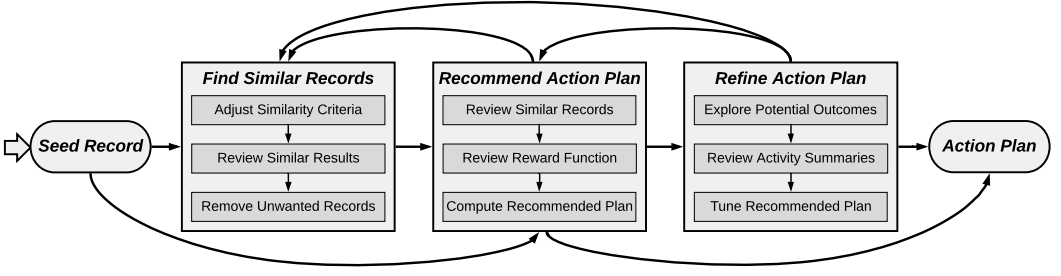 Seed Record
Find Similar Records
Adjust Similarity Criteria
Review Similar Results
Remove Unwanted Records
Recommend Action Plan
Review Similar Records
Review Reward Function
Compute Recommended Plan
Refine Action Plan
Explore Potential Outcomes
Review Activity Summaries
Tune Recommended Plan
Action Plan